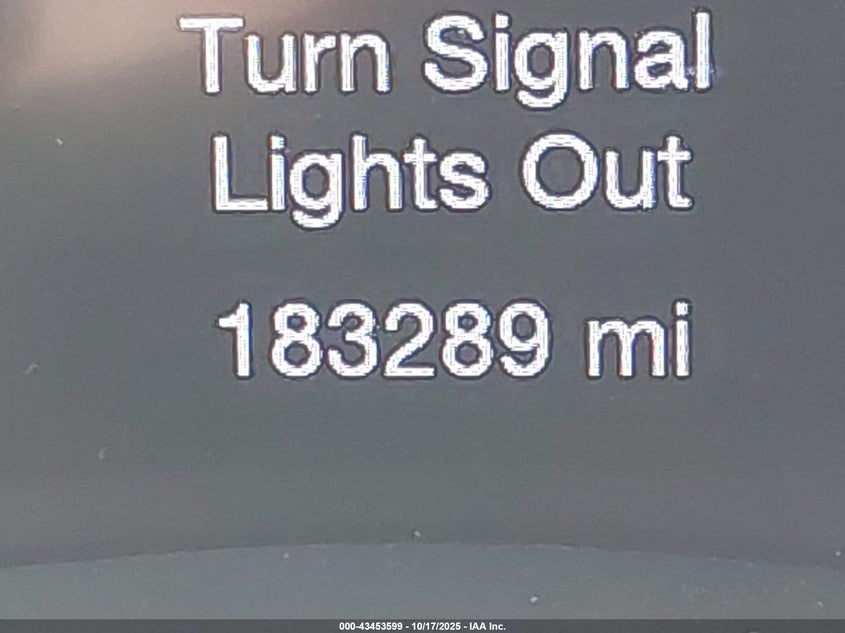 Turn Signal
Lights Out
183289 mi
000-43453599 - 10/17/2025 - IAA Inc.